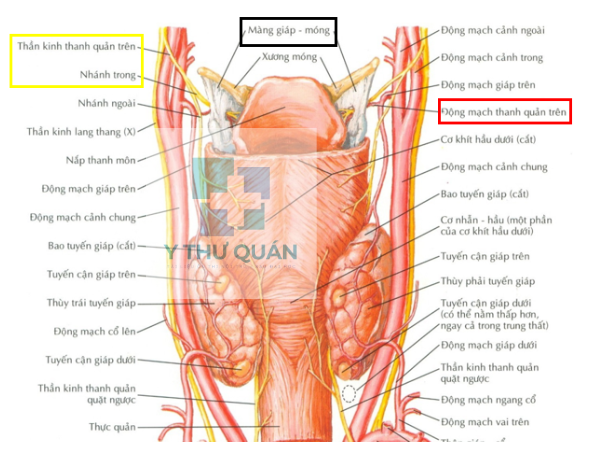 Thần kinh thanh quản trên
Nhánh trong
Nhánh ngoài
Thần kinh lang thang (X)
Nắp thanh môn
Động mạch giáp trên
Động mạch cảnh chung
Bao tuyến giáp (cắt)
Tuyến cận giáp trên
Thùy trái tuyến giáp
Động mạch cổ lên
Tuyến cận giáp dưới
Thần kinh thanh quản
quặt ngược
Thực quản
Màng giáp - móng
Xương móng
Y THƯ QUÁN
Động mạch cảnh ngoài
Động mạch cảnh trong
Động mạch giáp trên
Động mạch thanh quản trên
Cơ khít hầu dưới (cắt)
Động mạch cảnh chung
Bao tuyến giáp (cắt)
Cơ nhẫn - hầu (một phần
của cơ khít hầu dưới)
Tuyến cận giáp trên
Thùy phải tuyến giáp
Tuyến cận giáp dưới
(có thể nằm thấp hơn,
ngay cả trong trung thất)
Động mạch giáp dưới
Thần kinh thanh quản
quặt ngược
Động mạch ngang cổ
Động mạch vai trên